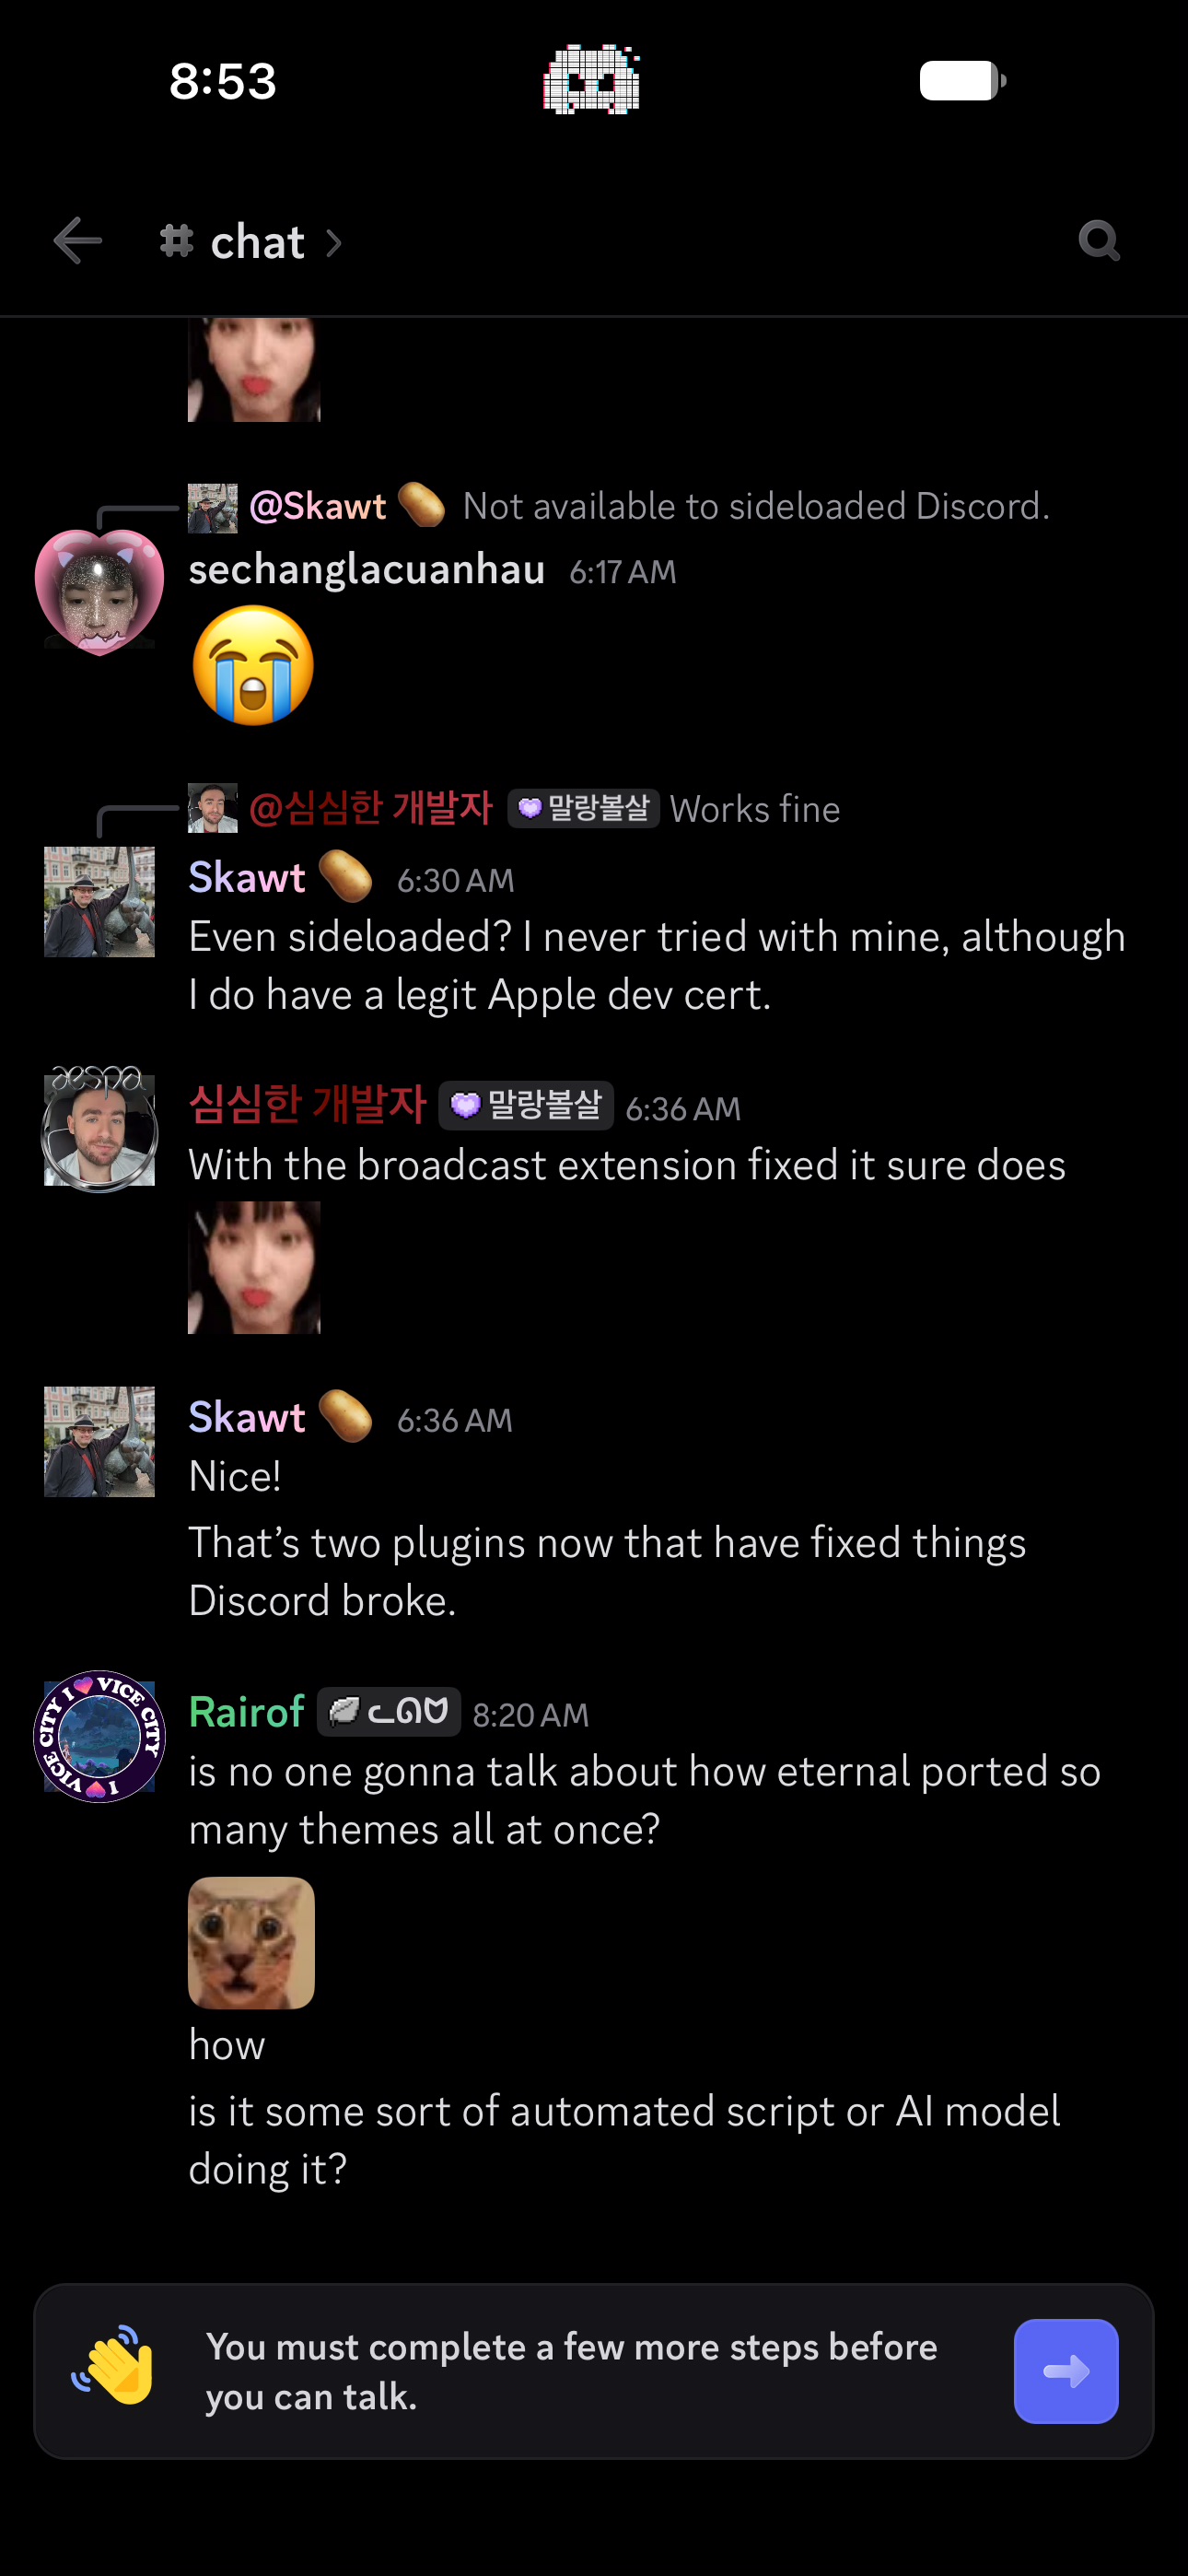 8:53
chat
@Skawt Not available to sideloaded Discord.
sechanglacuanhau 6:17 AM
@심심한 개발자 말랑볼살 Works fine
Skawt 6:30 AM
Even sideloaded? I never tried with mine, although
I do have a legit Apple dev cert.
aespa
심심한 개발자 말랑볼살 6:36 AM
With the broadcast extension fixed it sure does
Skawt 6:36 AM
Nice!
That’s two plugins now that have fixed things
Discord broke.
I VICE CITY I VICE CITY
Rairof 8:20 AM
is no one gonna talk about how eternal ported so
many themes all at once?
how
is it some sort of automated script or AI model
doing it?
You must complete a few more steps before
you can talk.